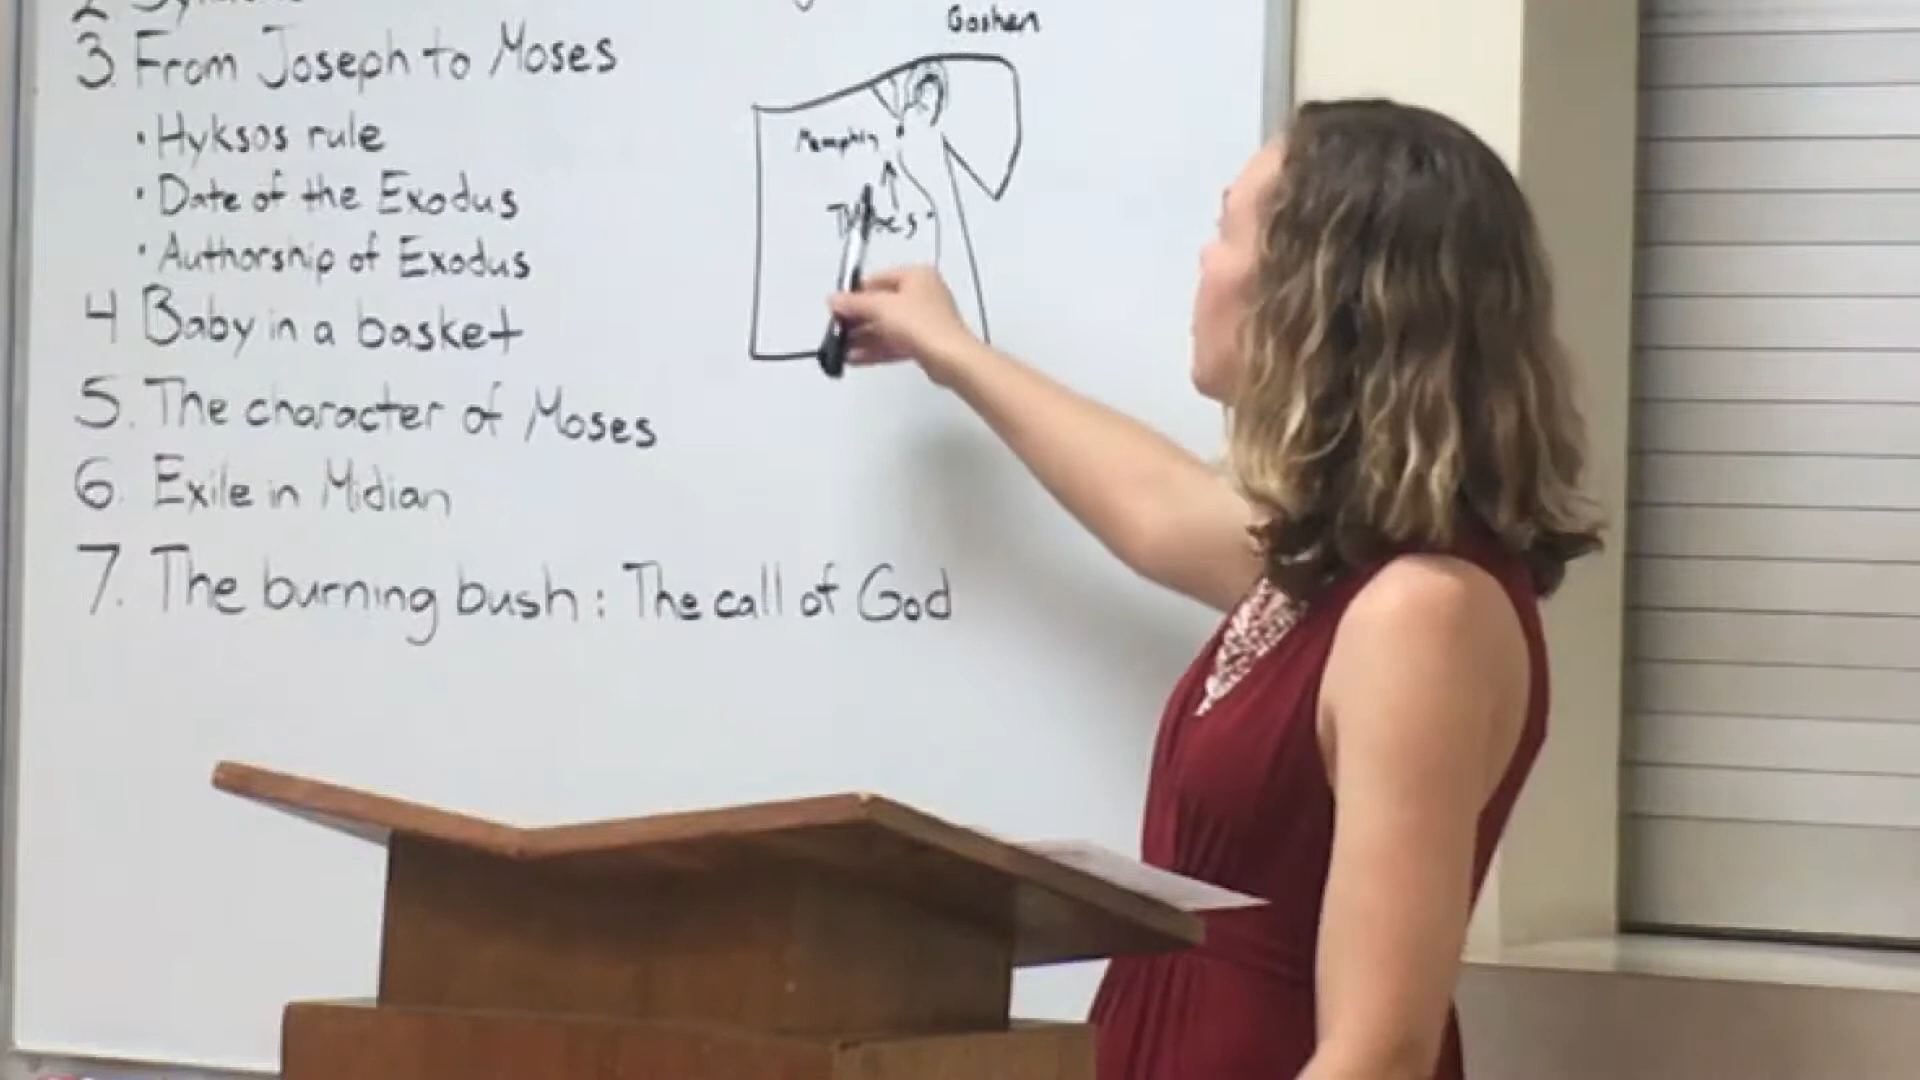 3. From Joseph to Moses
• Hyksos rule
• Date of the Exodus
• Authorship of Exodus
4 Baby in a basket
5. The character of Moses
6. Exile in Midian
7. The burning bush: The call of God
Goshen
Memphis